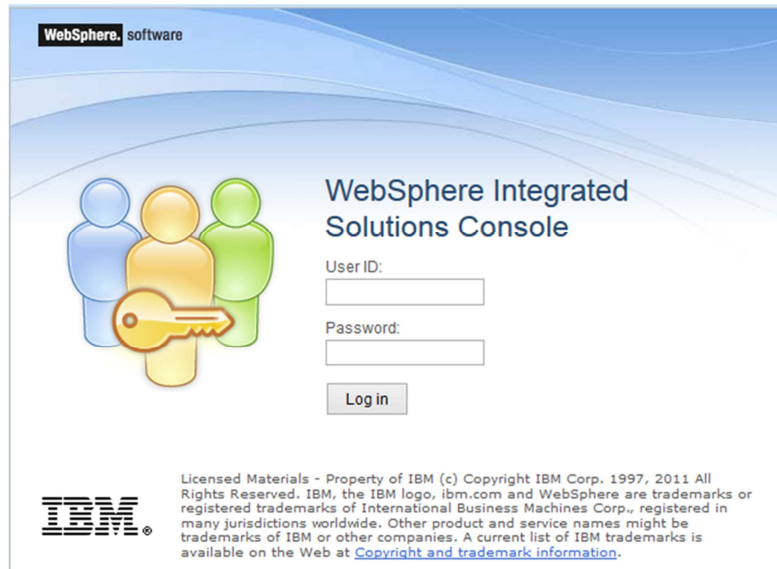 WebSphere. software
WebSphere Integrated
Solutions Console
User ID:
Password:
Log in
Licensed Materials - Property of IBM (c) Copyright IBM Corp. 1997, 2011 All
Rights Reserved. IBM, the IBM logo, ibm.com and WebSphere are trademarks or
registered trademarks of International Business Machines Corp., registered in
many jurisdictions worldwide. Other product and service names might be
trademarks of IBM or other companies. A current list of IBM trademarks is
available on the Web at Copyright and trademark information.
IBM®